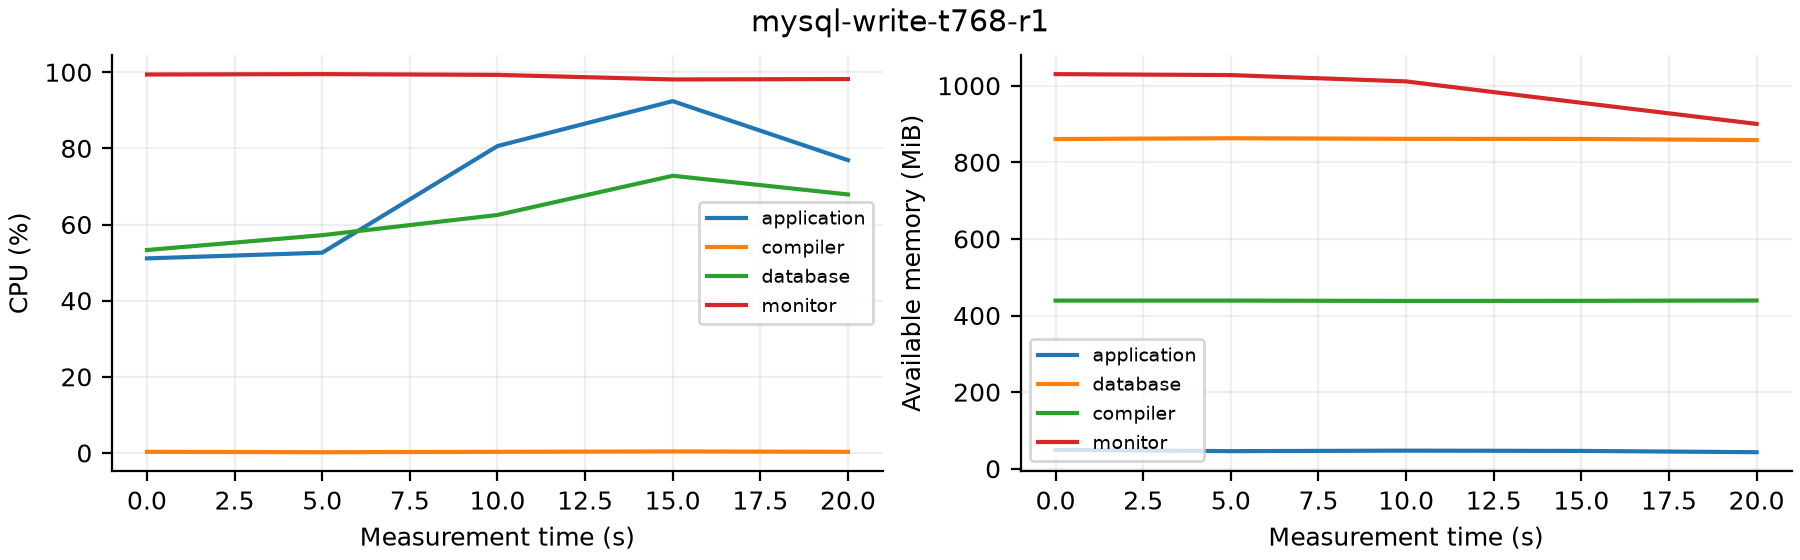 mysql-write-t768-r1
CPU (%)
100
80
60
40
20
0
application
compiler
database
monitor
0.0 2.5 5.0 7.5 10.0 12.5 15.0 17.5 20.0
Measurement time (s)
Available memory (MiB)
1000
800
600
400
200
0
application
database
compiler
monitor
0.0 2.5 5.0 7.5 10.0 12.5 15.0 17.5 20.0
Measurement time (s)